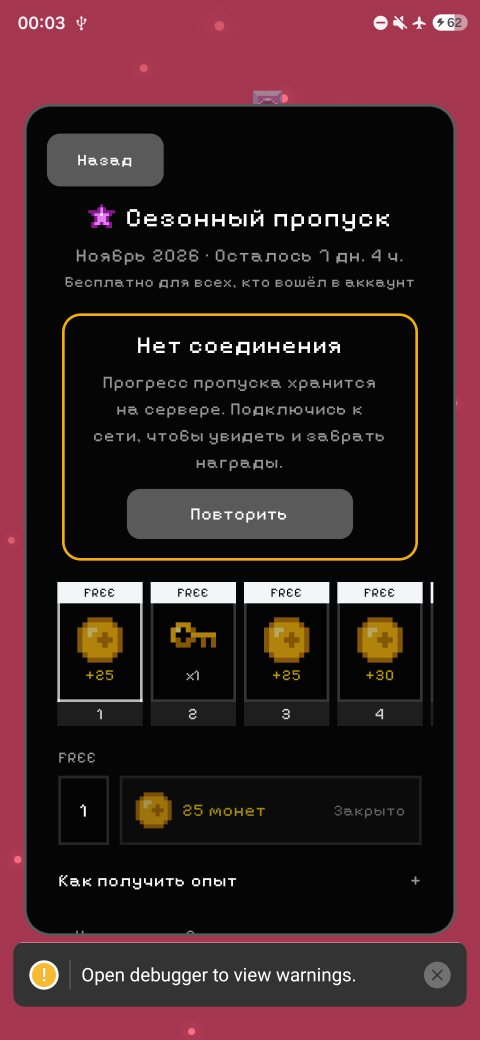 00:03
62
Назад
Сезонный пропуск
Ноябрь 2026 · Осталось 1 дн. 4 ч.
Бесплатно для всех, кто вошёл в аккаунт
Нет соединения
Прогресс пропуска хранится
на сервере. Подключись к
сети, чтобы увидеть и забрать
награды.
Повторить
FREE FREE FREE FREE
+25 x1 +25 +30
1 2 3 4
FREE
1 25 монет Закрыто
Как получить опыт +
Open debugger to view warnings.